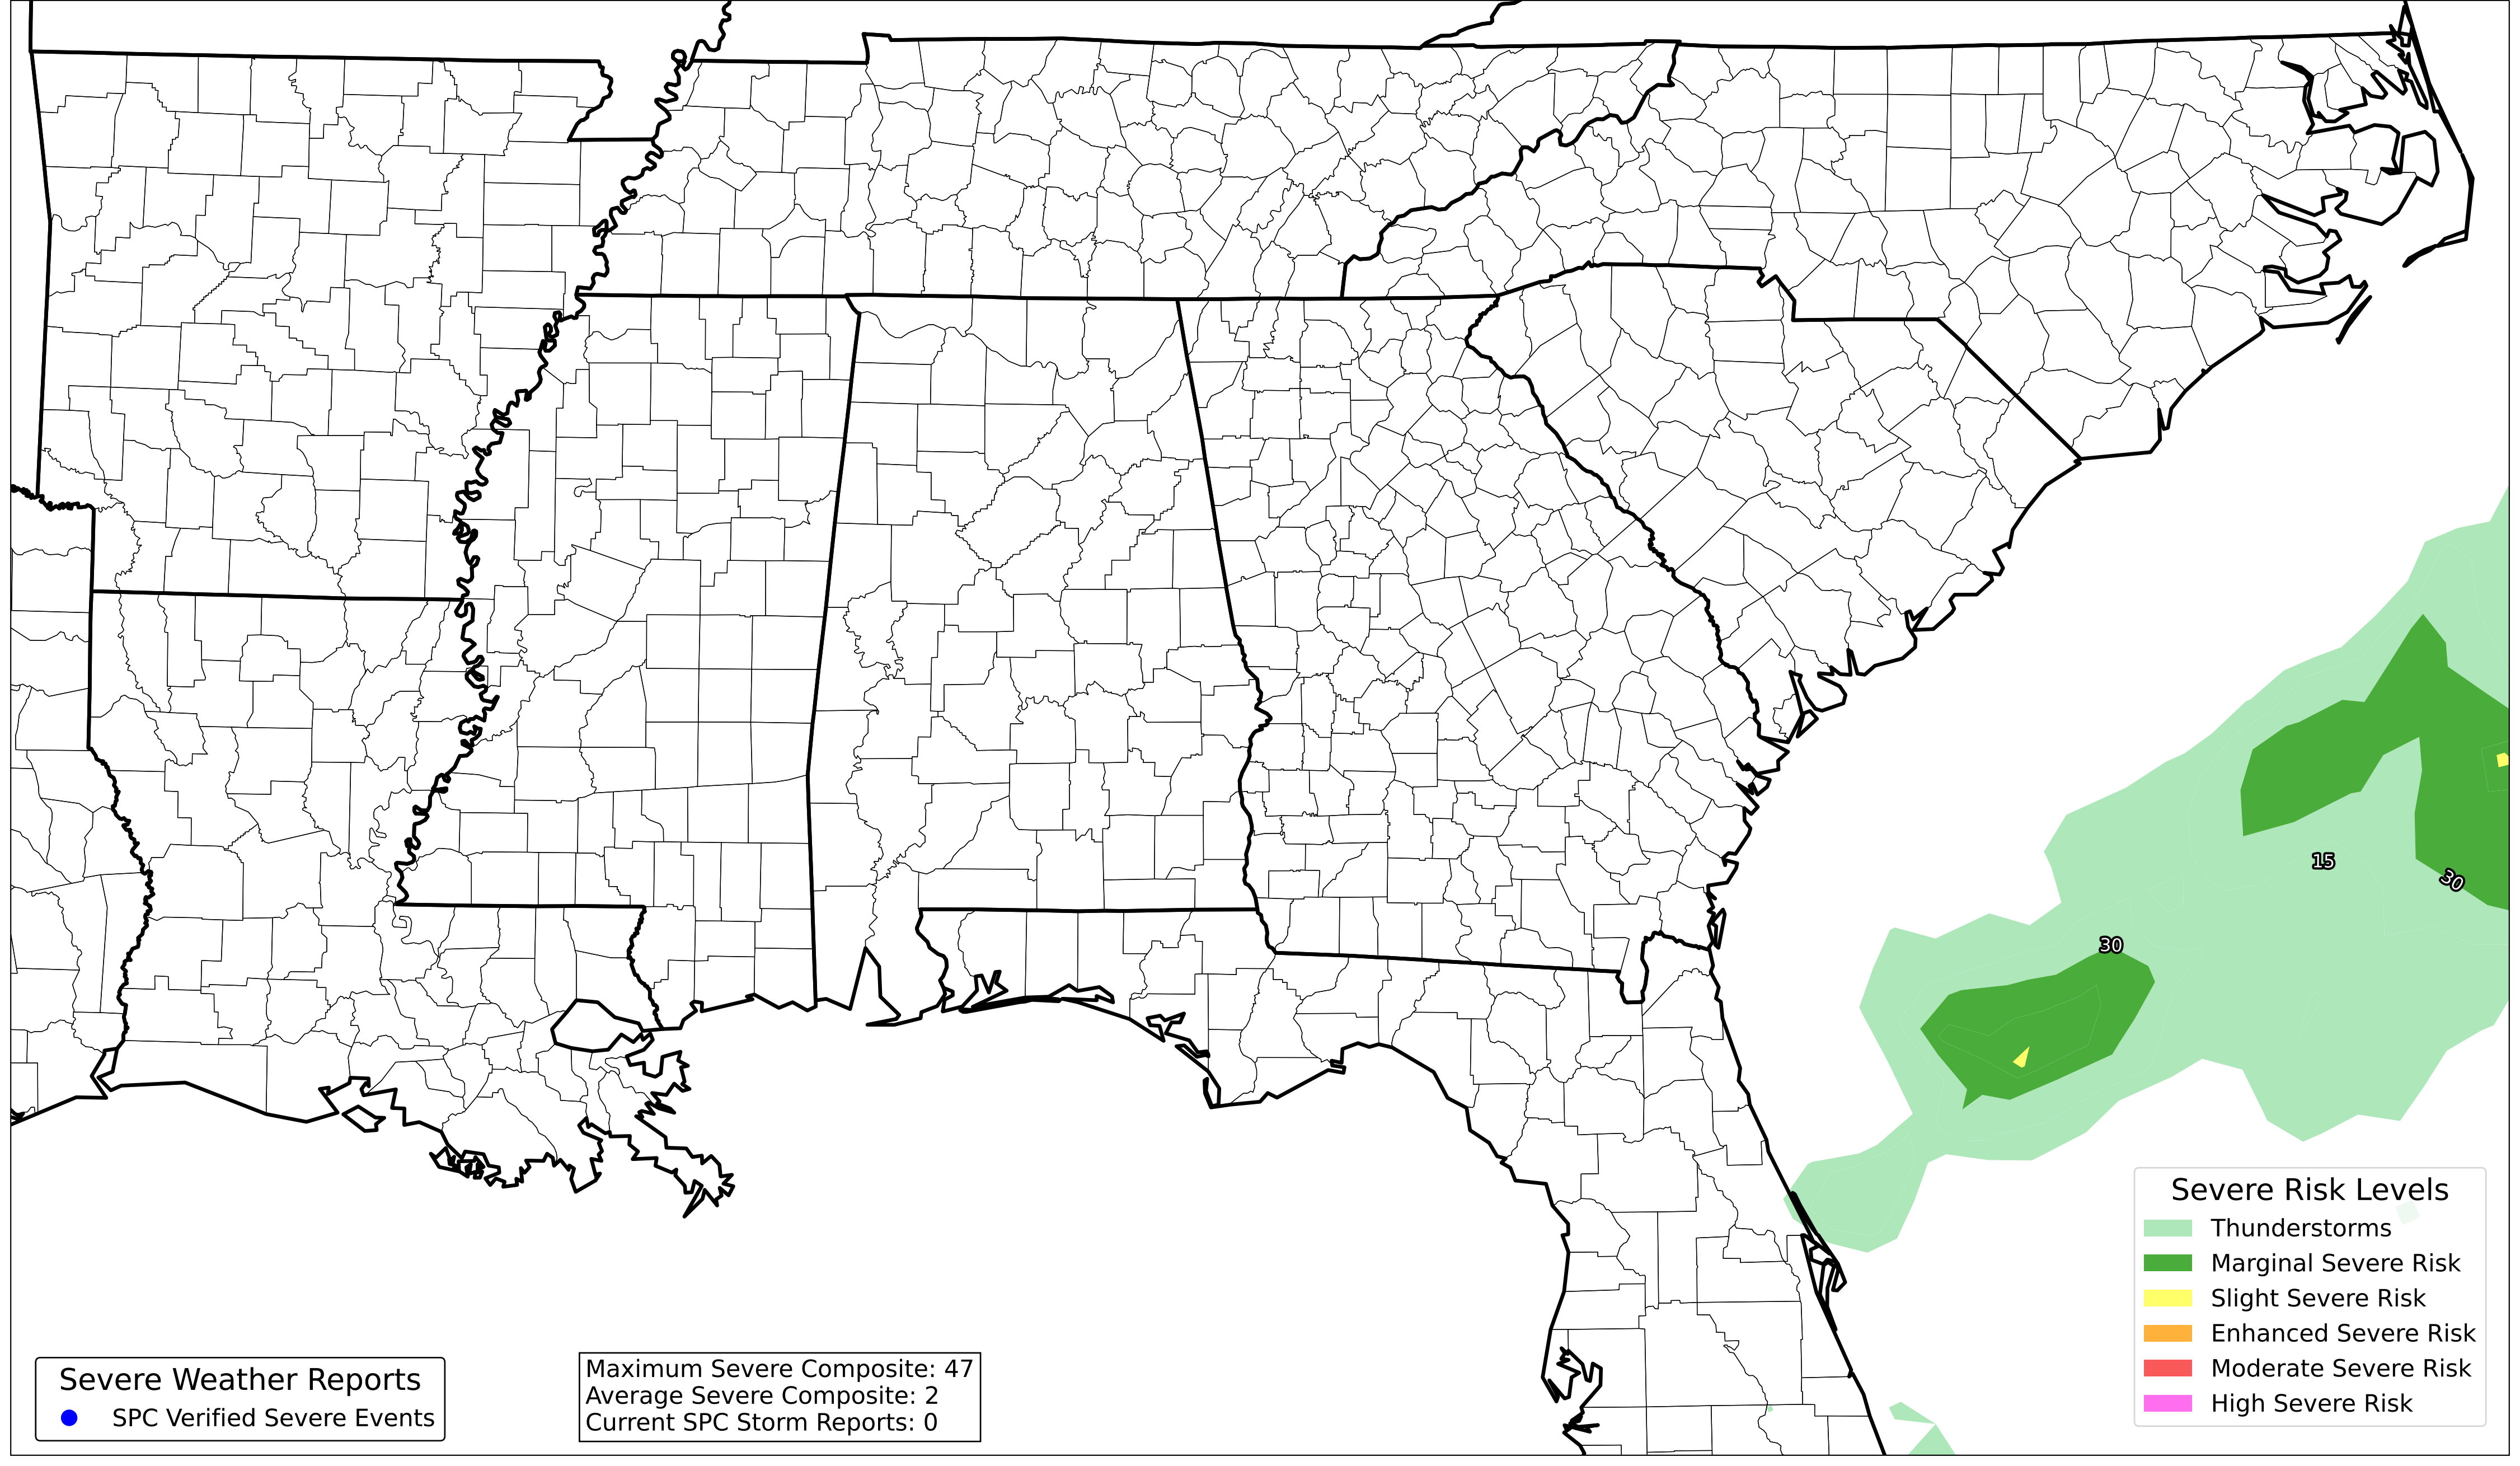 15
30
30
Severe Risk Levels
Thunderstorms
Marginal Severe Risk
Slight Severe Risk
Enhanced Severe Risk
Moderate Severe Risk
High Severe Risk
Severe Weather Reports
SPC Verified Severe Events
Maximum Severe Composite: 47
Average Severe Composite: 2
Current SPC Storm Reports: 0